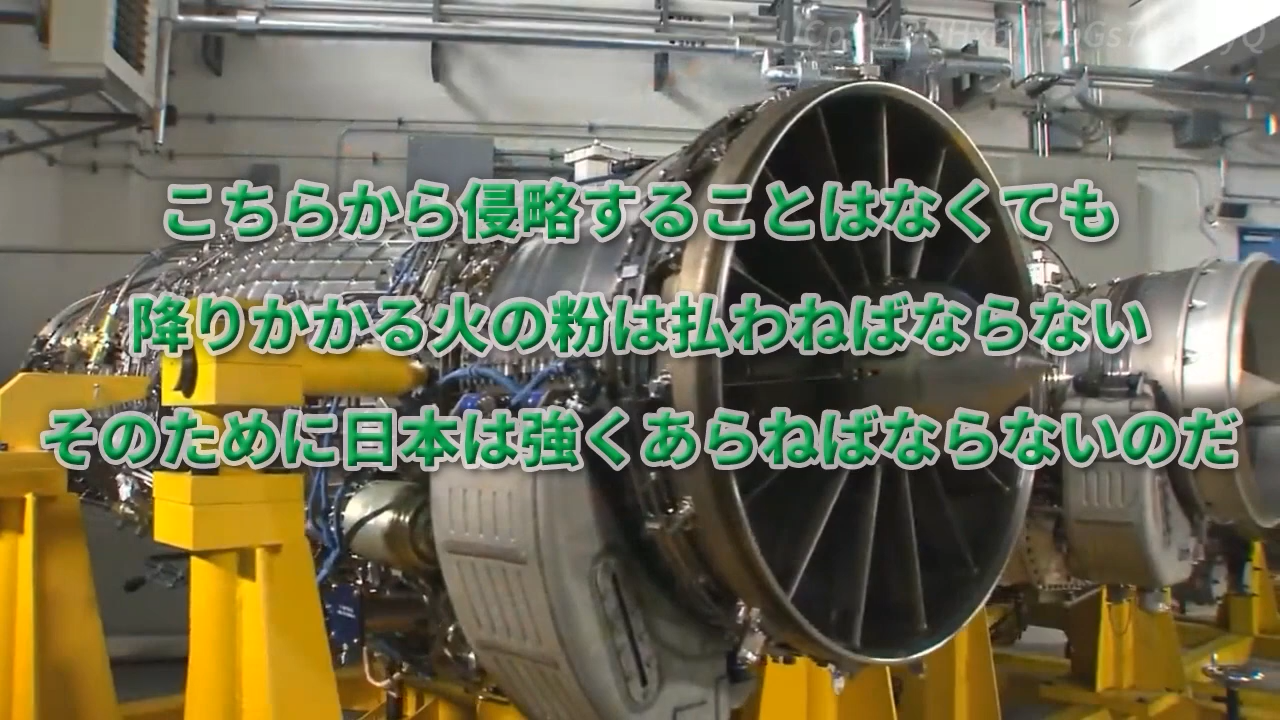 こちらから侵略することはなくても
降りかかる火の粉は払わねばならない
そのために日本は強くあらねばならないのだ